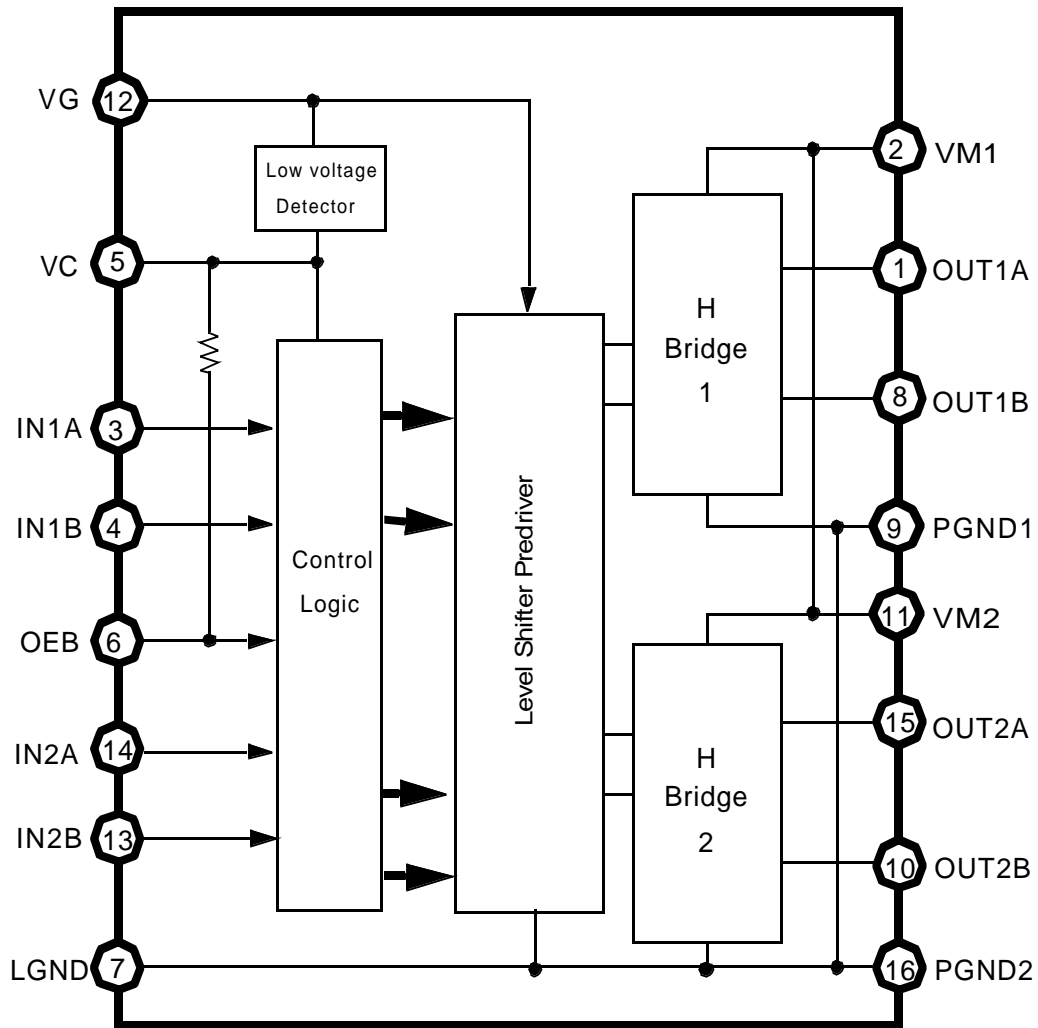 VG 12
Low voltage
Detector
VC 5
IN1A 3
IN1B 4
OEB 6
IN2A 14
IN2B 13
LGND 7
Control
Logic
Level Shifter Predriver
H
Bridge
1
H
Bridge
2
2 VM1
1 OUT1A
8 OUT1B
9 PGND1
11 VM2
15 OUT2A
10 OUT2B
16 PGND2